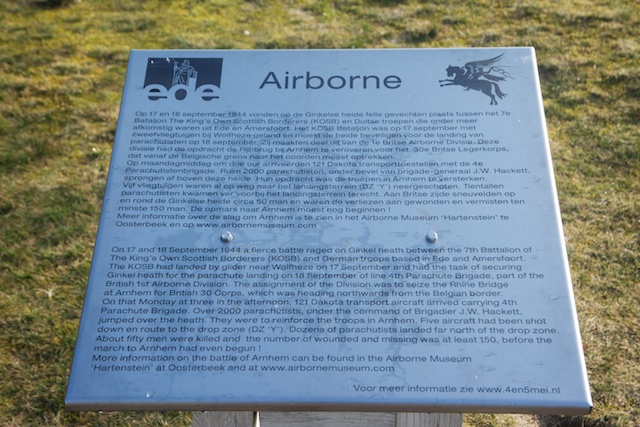 ede
Airborne
Op 17 en 18 september 1944 vonden op de Ginkelse heide felle gevechten plaats tussen het 7e
Bataljon The King's Own Scottish Borderers (KOSB) en Duitse troepen die onder meer
afkomstig waren uit Ede en Amersfoort. Het KOSB Bataljon was op 17 september met
zweefvliegtuigen bij Wolfheze geland en moest de heide beveiligen voor de landing van
parachutisten op 18 september. Zij maakten deel uit van de 1e Britse Airborne Divisie. Deze
divisie had de opdracht de Rijnbrug bij Arnhem te veroveren voor het 30e Britse Legerkorps,
dat vanaf de Belgische grens naar het noorden moest optrekken.
Op maandagmiddag om drie uur arriveerden 121 Dakota transporttoestellen met de 4e
Parachutistenbrigade. Ruim 2000 parachutisten, onder bevel van brigade-generaal J.W. Hackett,
sprongen af boven deze heide. Hun opdracht was de troepen in Arnhem te versterken.
Vijf vliegtuigen waren al op weg naar het landingsterrein (DZ 'Y') neergeschoten. Tientallen
parachutisten kwamen ver voorbij het landingsterrein terecht. Aan Britse zijde sneuvelden op
en rond de Ginkelse heide circa 50 man en waren de verliezen aan gewonden en vermisten ten
minste 150 man. De opmars naar Arnhem moest nog beginnen !
Meer informatie over de slag om Arnhem is te zien in het Airborne Museum 'Hartenstein' te
Oosterbeek en op www.airbornemuseum.com
On 17 and 18 September 1944 a fierce battle raged on Ginkel heath between the 7th Battalion of
The King's Own Scottish Borderers (KOSB) and German troops based in Ede and Amersfoort.
The KOSB had landed by glider near Wolfheze on 17 September and had the task of securing
Ginkel heath for the parachute landing on 18 September of line 4th Parachute Brigade, part of the
British 1st Airborne Division. The assignment of the Division was to seize the Rhine Bridge
at Arnhem for British 30 Corps, which was heading northwards from the Belgian border.
On that Monday at three in the afternoon, 121 Dakota transport aircraft arrived carrying 4th
Parachute Brigade. Over 2000 parachutists, under the command of Brigadier J.W. Hackett,
jumped over the heath. They were to reinforce the troops in Arnhem. Five aircraft had been shot
down en route to the drop zone (DZ 'Y'). Dozens of parachutists landed far north of the drop zone.
About fifty men were killed and the number of wounded and missing was at least 150, before the
march to Arnhem had even begun !
More information on the battle of Arnhem can be found in the Airborne Museum
'Hartenstein' at Oosterbeek and at www.airbornemuseum.com
Voor meer informatie zie www.4en5mei.nl